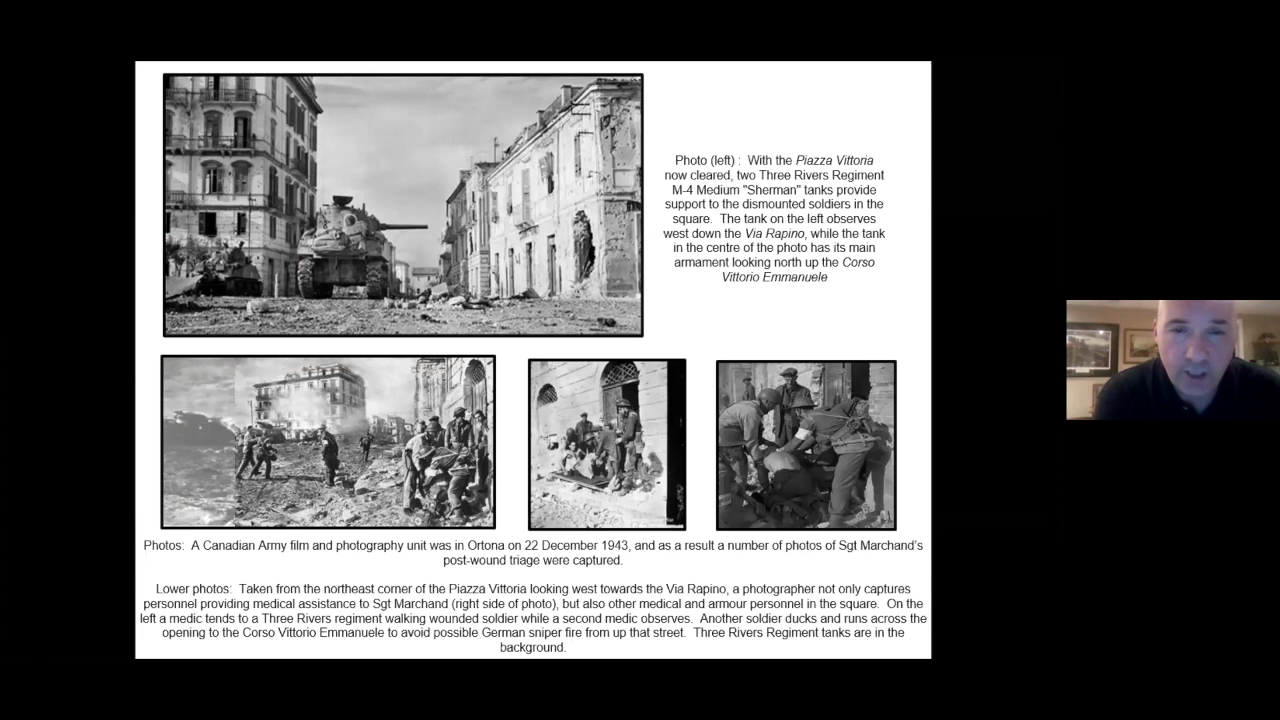 Photo (left) : With the Piazza Vittoria
now cleared, two Three Rivers Regiment
M-4 Medium "Sherman" tanks provide
support to the dismounted soldiers in the
square. The tank on the left observes
west down the Via Rapino, while the tank
in the centre of the photo has its main
armament looking north up the Corso
Vittorio Emmanuele
Photos: A Canadian Army film and photography unit was in Ortona on 22 December 1943, and as a result a number of photos of Sgt Marchand's
post-wound triage were captured.
Lower photos: Taken from the northeast corner of the Piazza Vittoria looking west towards the Via Rapino, a photographer not only captures
personnel providing medical assistance to Sgt Marchand (right side of photo), but also other medical and armour personnel in the square. On the
left a medic tends to a Three Rivers regiment walking wounded soldier while a second medic observes. Another soldier ducks and runs across the
opening to the Corso Vittorio Emmanuele to avoid possible German sniper fire from up that street. Three Rivers Regiment tanks are in the
background.